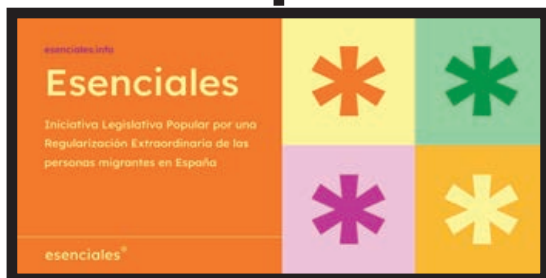 esenciales.info
Esenciales
Iniciativa Legislativa Popular por una
Regularización Extraordinaria de las
personas migrantes en España
esenciales*